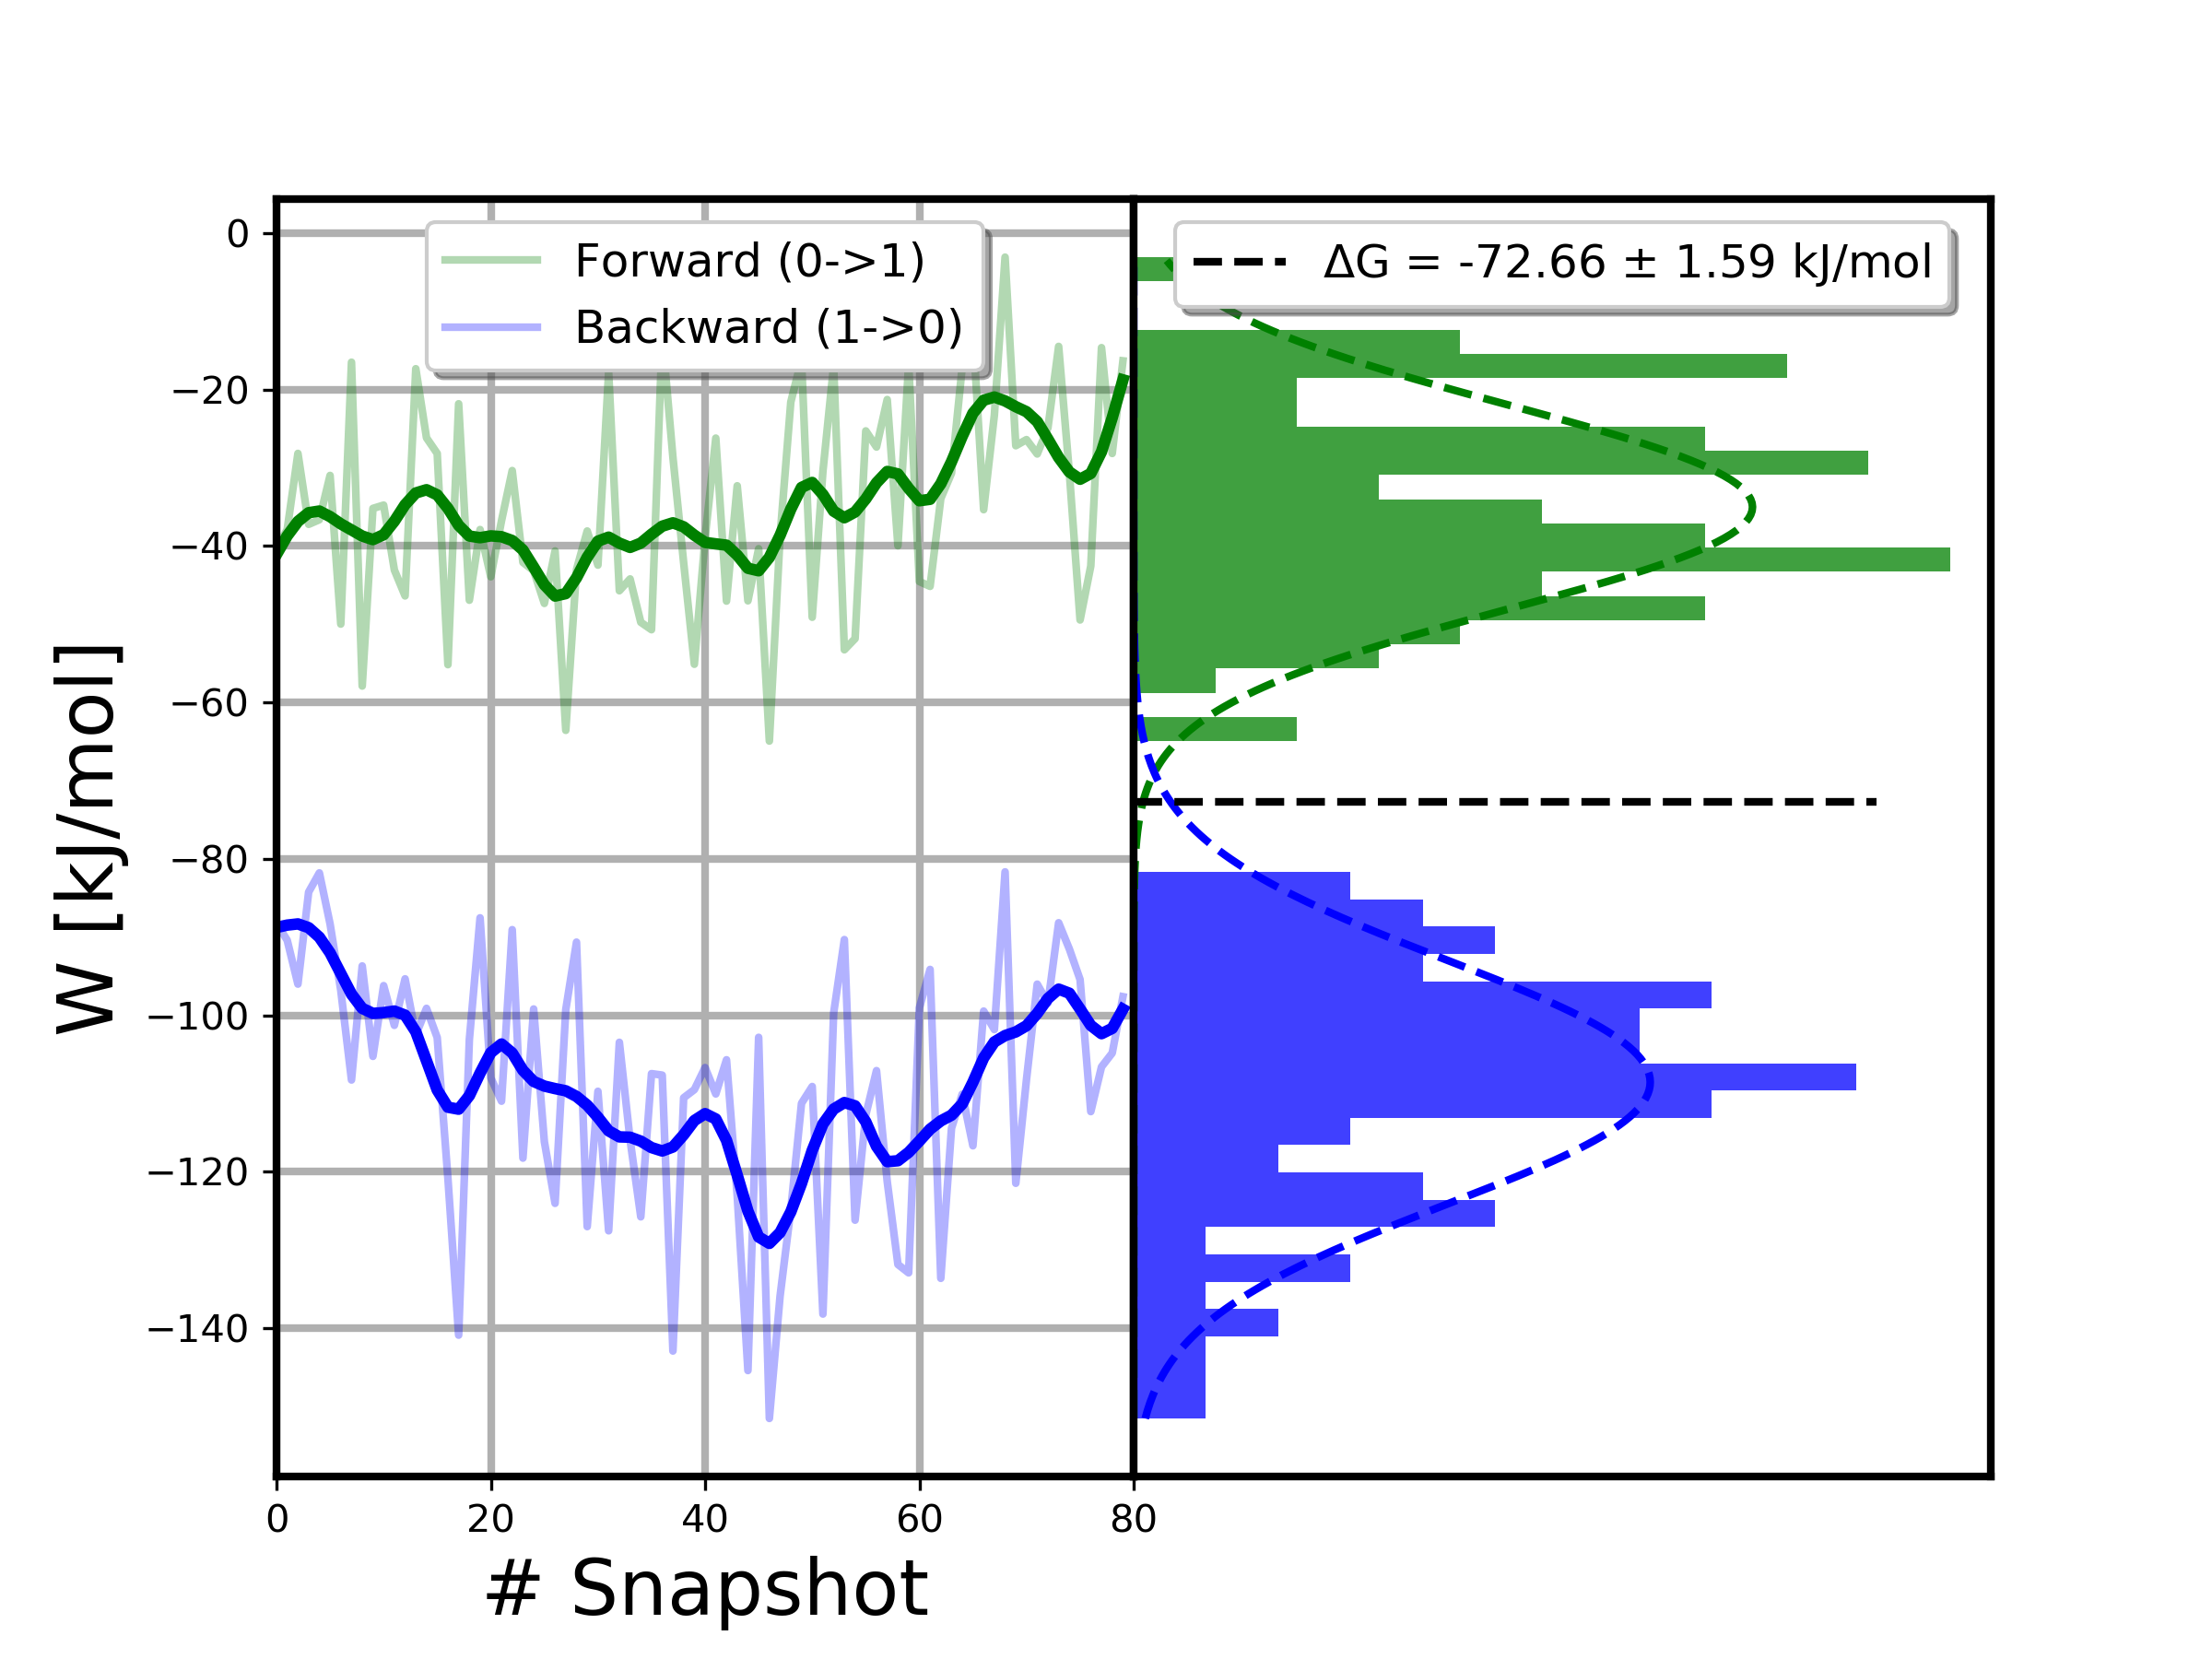 Forward (0->1)
Backward (1->0)
ΔG = -72.66 ± 1.59 kJ/mol
W [kJ/mol]
0
−20
−40
−60
−80
−100
−120
−140
0 20 40 60 80
# Snapshot